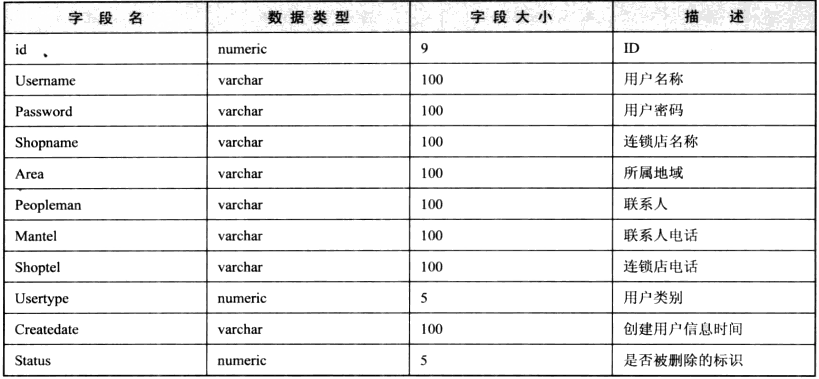 字段名 数据类型 字段大小 描述
id numeric 9 ID
Username varchar 100 用户名称
Password varchar 100 用户密码
Shopname varchar 100 连锁店名称
Area varchar 100 所属地域
Peopleman varchar 100 联系人
Mantel varchar 100 联系人电话
Shoptel varchar 100 连锁店电话
Usertype numeric 5 用户类别
Createdate varchar 100 创建用户信息时间
Status numeric 5 是否被删除的标识